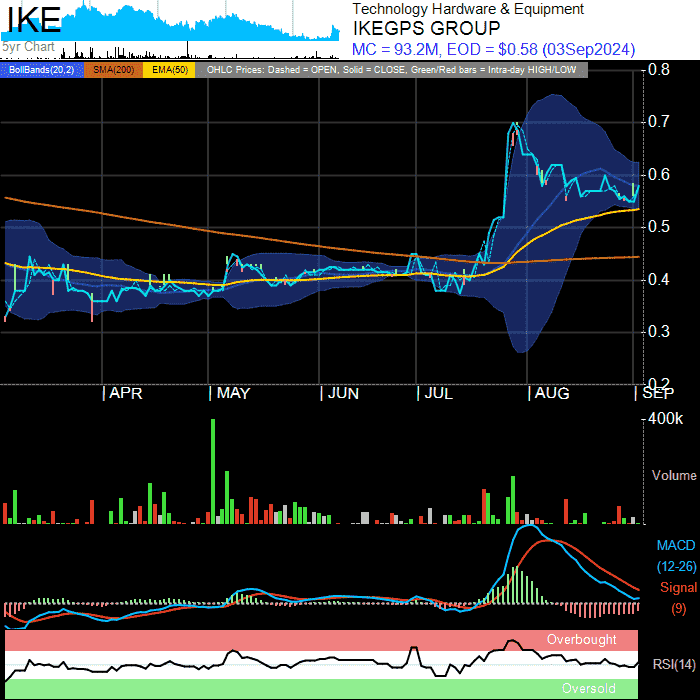 IKE
5yr Chart
Technology Hardware & Equipment
IKEGPS GROUP
MC = 93.2M, EOD = $0.58 (03Sep2024)
BollBands(20,2) SMA(200) EMA(50) OHLC Prices: Dashed = OPEN, Solid = CLOSE, Green/Red bars = Intra-day HIGH/LOW
0.8
0.7
0.6
0.5
0.4
0.3
0.2
APR MAY JUN JUL AUG SEP
400k
Volume
MACD
(12-26)
Signal
(9)
Overbought
RSI(14)
Oversold